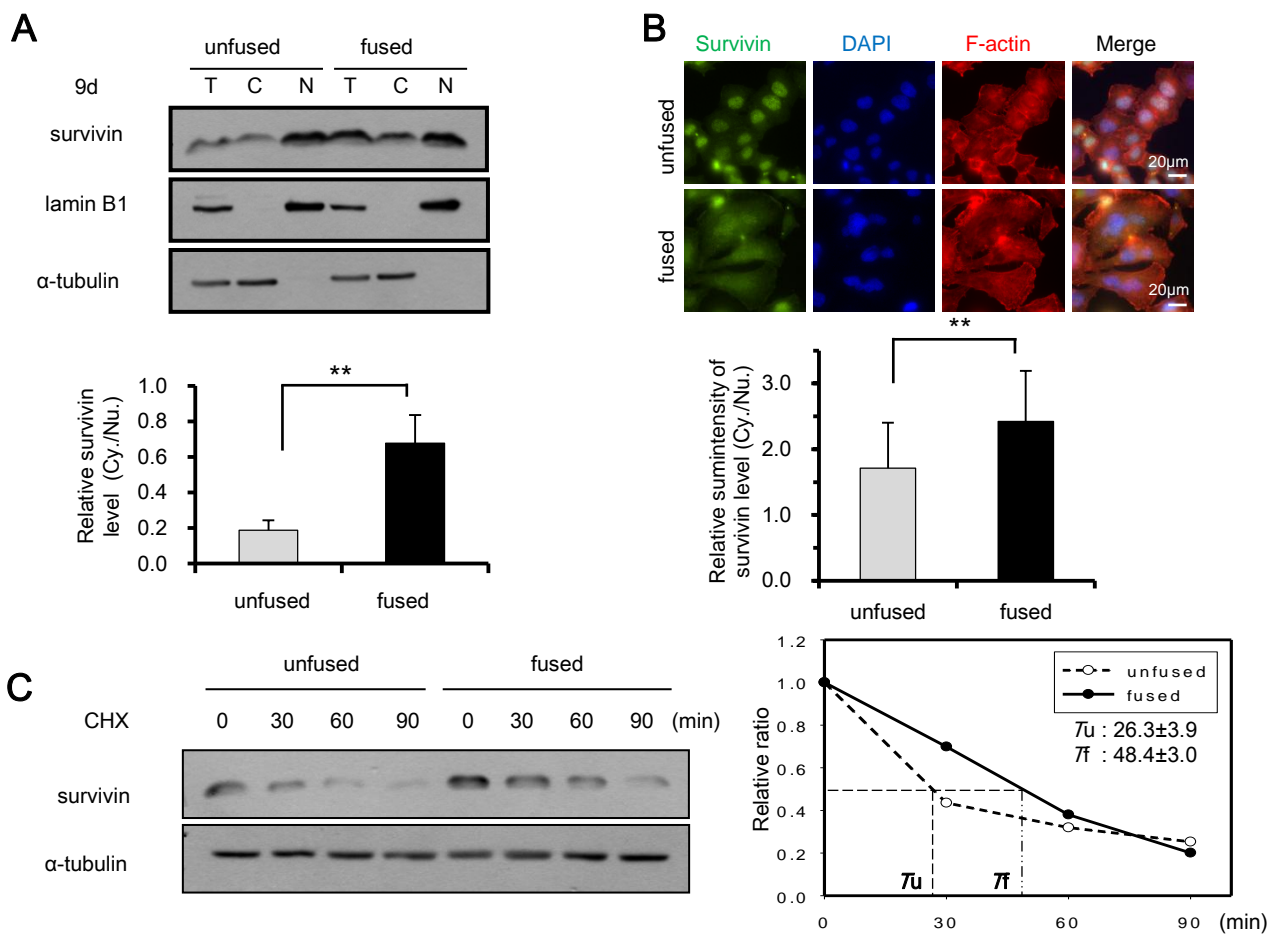 A
unfused fused
9d T C N T C N
survivin
lamin B1
α-tubulin
**
Relative survivin
level (Cy./Nu.)
1.0
0.8
0.6
0.4
0.2
0.0
unfused fused
B
Survivin DAPI F-actin Merge
unfused
20μm
fused
20μm
**
Relative sumintensity of
survivin level (Cy./Nu.)
3.0
2.0
1.0
0.0
unfused fused
C
unfused fused
CHX 0 30 60 90 0 30 60 90 (min)
survivin
α-tubulin
Relative ratio
1.2
1.0
0.8
0.6
0.4
0.2
0.0
unfused
fused
Tu : 26.3±3.9
Tf : 48.4±3.0
Tu Tf
0 30 60 90 (min)